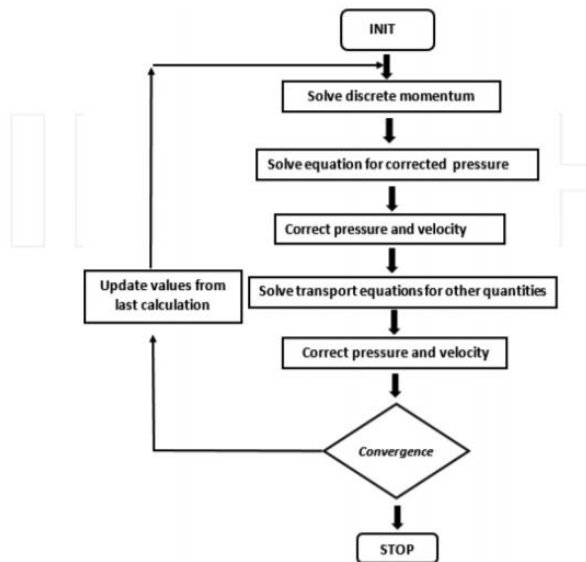 INIT
Solve discrete momentum
Solve equation for corrected pressure
Correct pressure and velocity
Update values from
last calculation
Solve transport equations for other quantities
Correct pressure and velocity
Convergence
STOP